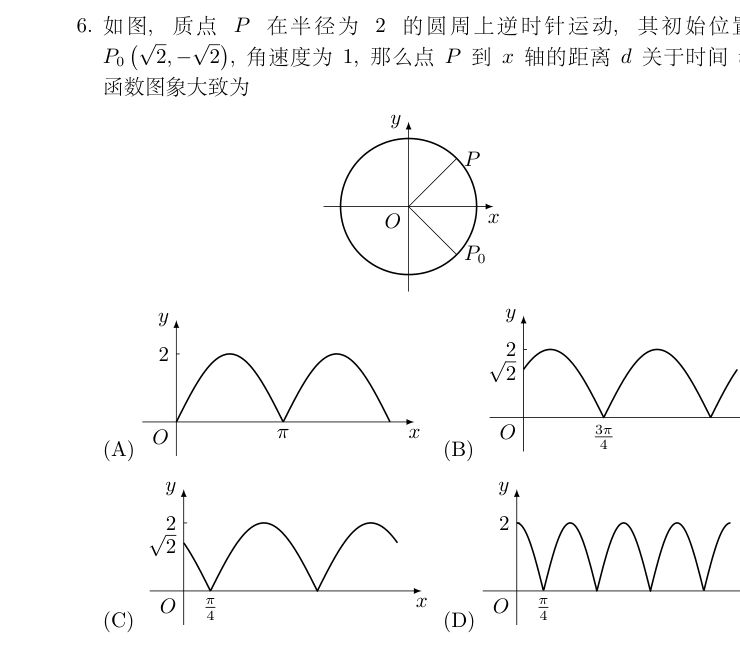 6. 如图, 质点 P 在半径为 2 的圆周上逆时针运动, 其初始位
P₀(√2, −√2), 角速度为 1, 那么点 P 到 x 轴的距离 d 关于时间
函数图象大致为
y
P
O
x
P₀
y
2
O
π
x
(A)
y
2
√2
O
3π/4
(B)
y
2
√2
O
π/4
x
(C)
y
2
O
π/4
(D)